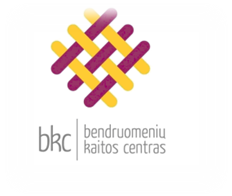 bkc
bendruomenių
kaitos centras